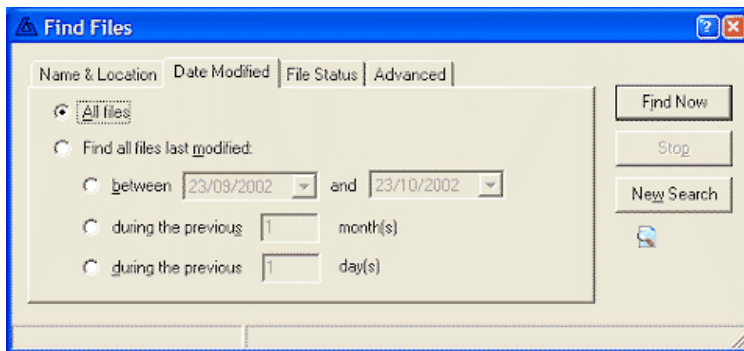 Find Files
Name & Location Date Modified File Status Advanced
All files
Find all files last modified:
between 23/09/2002 and 23/10/2002
during the previous 1 month(s)
during the previous 1 day(s)
Find Now
Stop
New Search